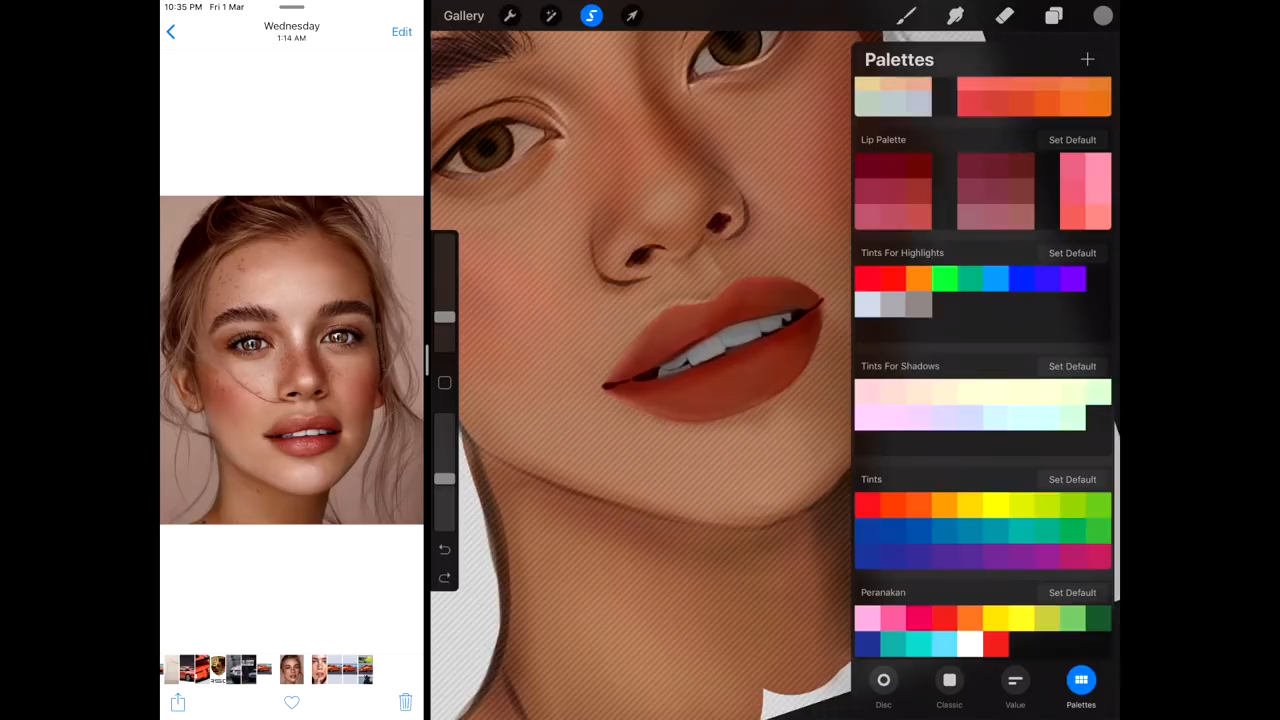 10:35 PM Fri 1 Mar
Wednesday
1:14 AM
Edit
Gallery
Palettes
Lip Palette
Set Default
Tints For Highlights
Set Default
Tints For Shadows
Set Default
Tints
Set Default
Peranakan
Set Default
Disc
Classic
Value
Palettes